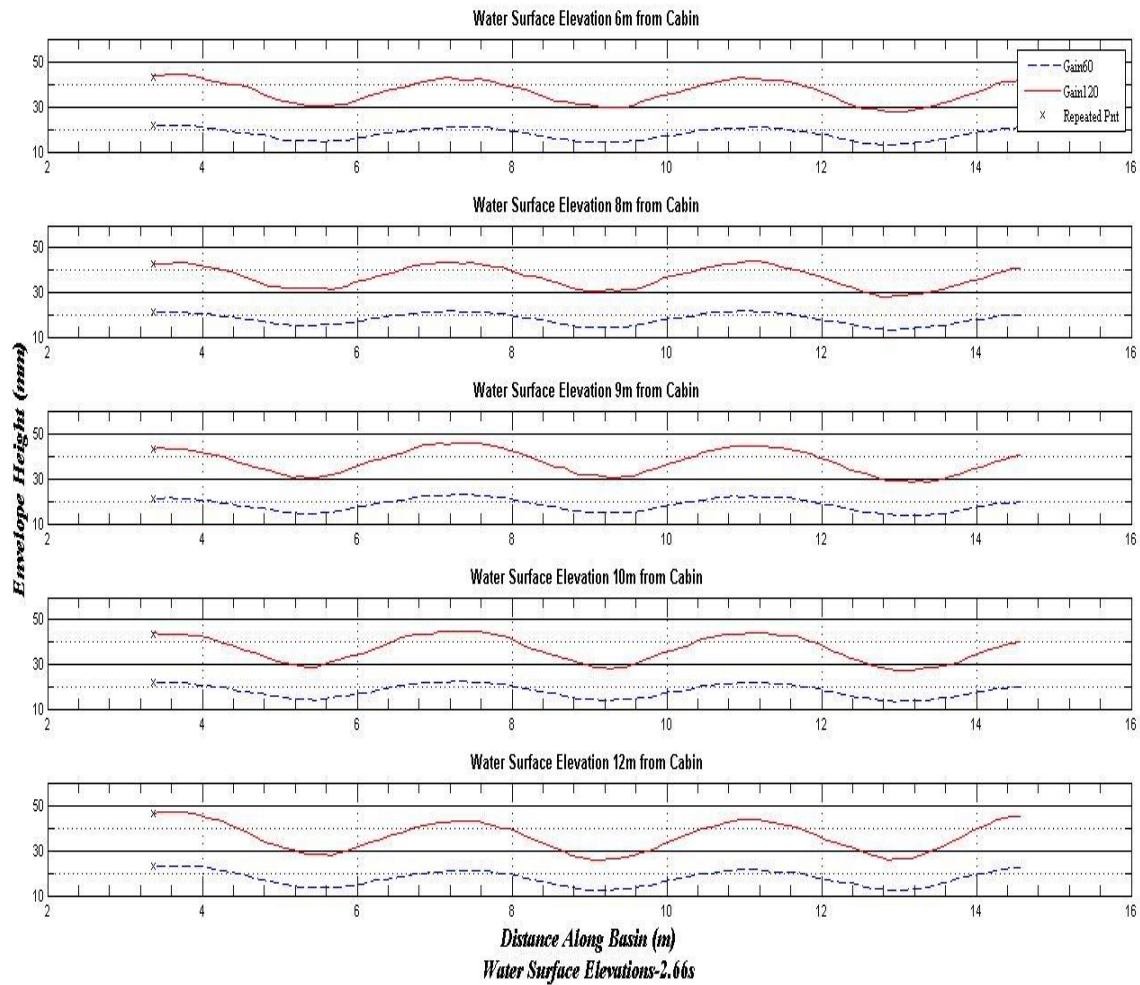 Water Surface Elevation 6m from Cabin
50
30
10
2 4 6 8 10 12 14 16
Gain60
Gain120
Repeated Pnt
Water Surface Elevation 8m from Cabin
50
30
10
2 4 6 8 10 12 14 16
Water Surface Elevation 9m from Cabin
50
30
10
2 4 6 8 10 12 14 16
Envelope Height (mm)
Water Surface Elevation 10m from Cabin
50
30
10
2 4 6 8 10 12 14 16
Water Surface Elevation 12m from Cabin
50
30
10
2 4 6 8 10 12 14 16
Distance Along Basin (m)
Water Surface Elevations-2.66s